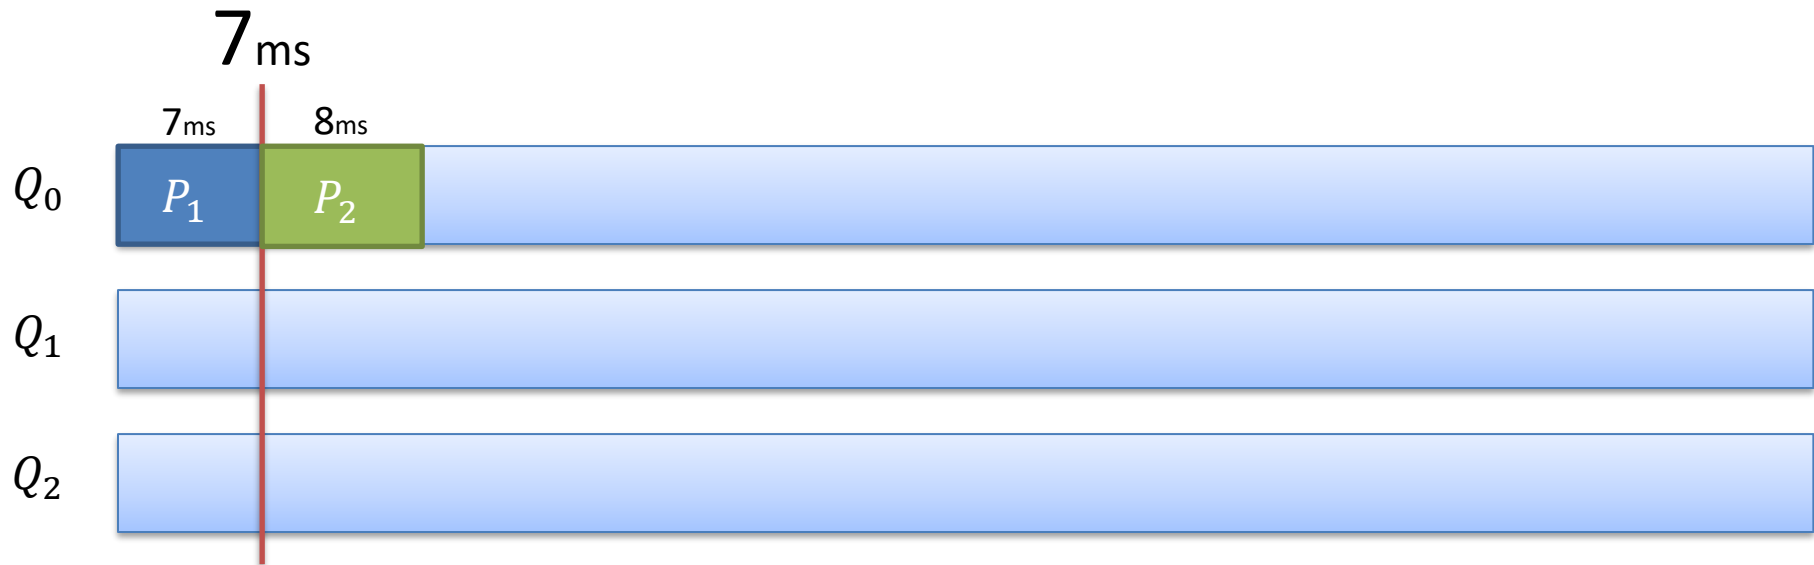 7ms
7ms 8ms
Q₀ P₁ P₂
Q₁
Q₂